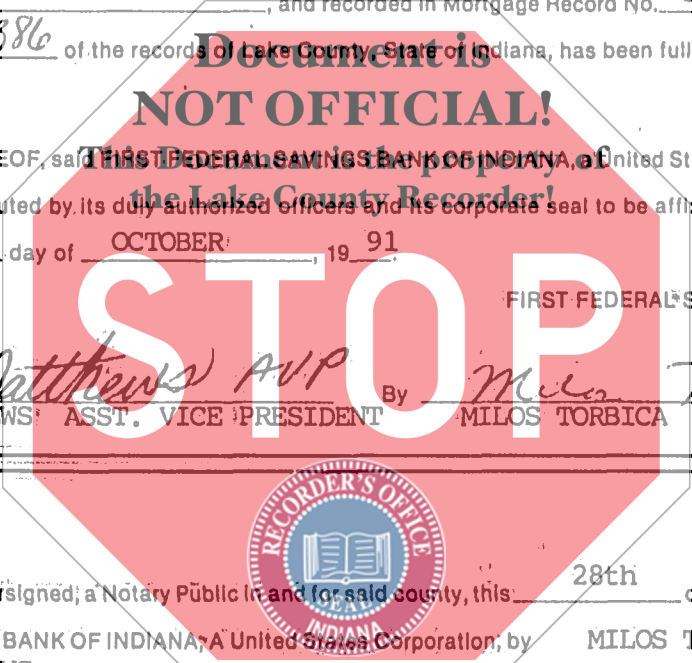 , and recorded in Mortgage Record No.
386 of the records of Lake County, State of Indiana, has been full
Document is
NOT OFFICIAL!
EOF, said FIRST FEDERAL SAVINGS BANK OF INDIANA, a United St
This Document is the property of
the Lake County Recorder!
uted by its duly authorized officers and its corporate seal to be affi
day of OCTOBER, 19 91
STOP
FIRST FEDERAL S
Matthews AVP By Milos T
WS ASST. VICE PRESIDENT MILOS TORBICA
RECORDER'S OFFICE
SEAL
INDIANA
rsigned, a Notary Public in and for said county, this 28th
BANK OF INDIANA, A United States Corporation, by MILOS T